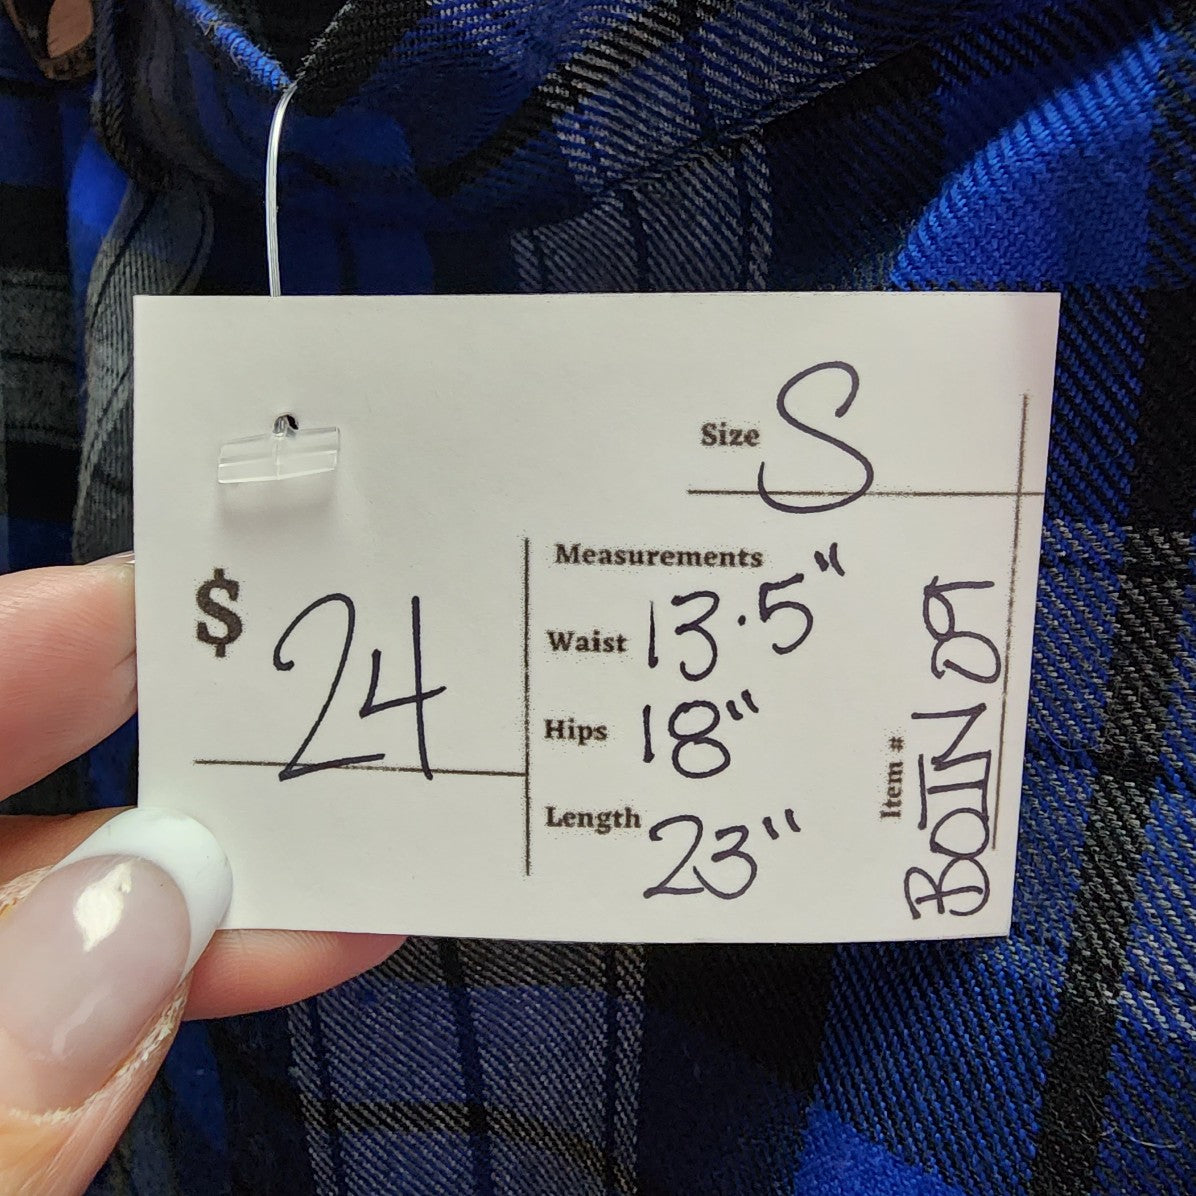 Size S
$ 24
Measurements
Waist 13.5"
Hips 18"
Length 23"
Item #